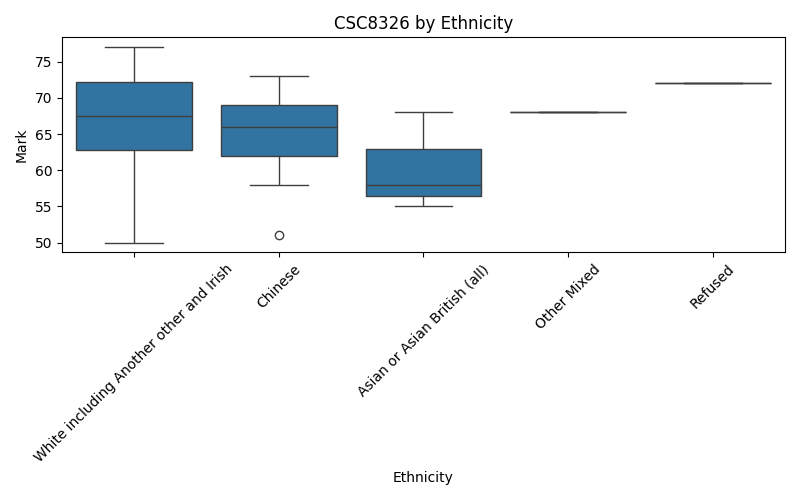 CSC8326 by Ethnicity
Mark
75
70
65
60
55
50
White including Another other and Irish
Chinese
Asian or Asian British (all)
Other Mixed
Refused
Ethnicity